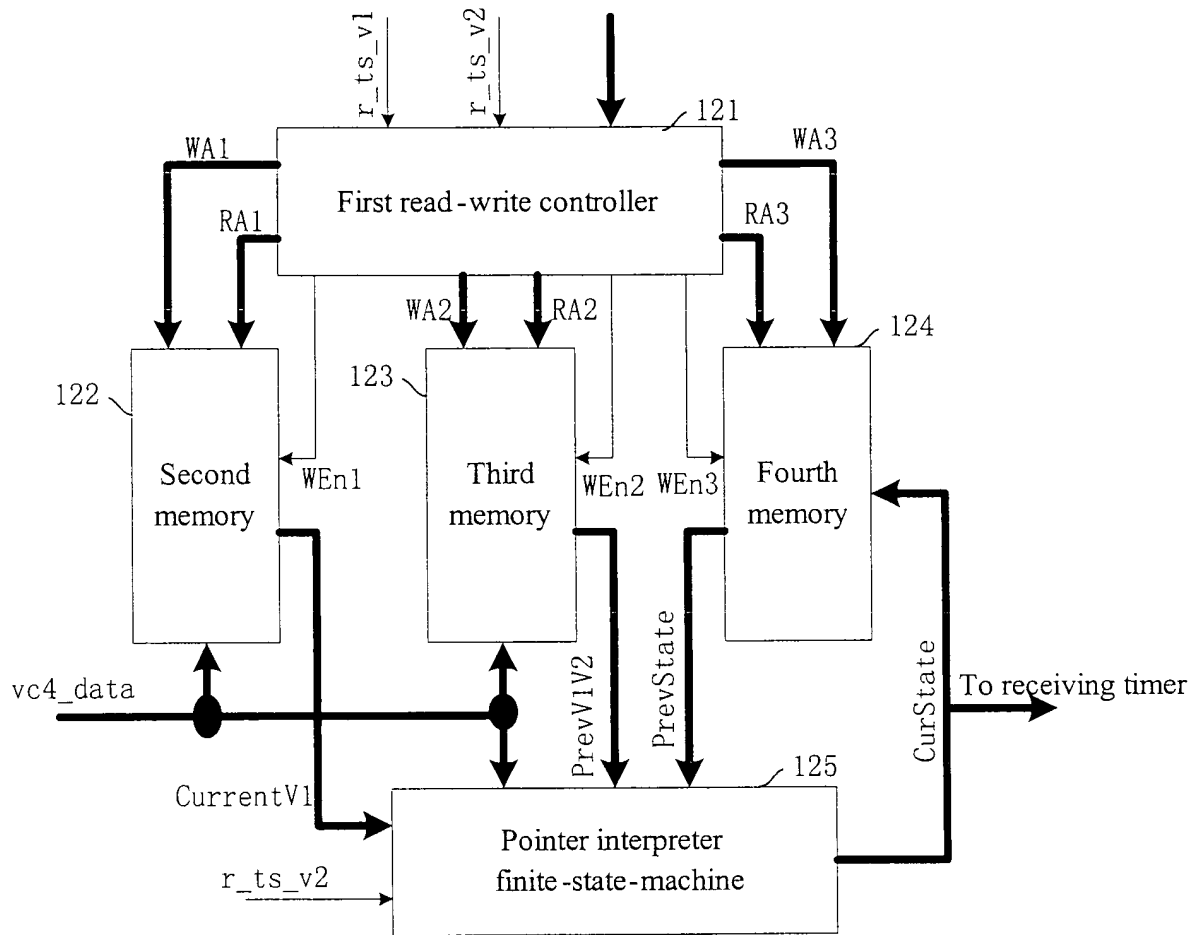 r_ts_v1
r_ts_v2
121
WA1
WA3
First read-write controller
RA1
RA3
WA2
RA2
124
123
122
Second
memory
Third
memory
Fourth
memory
WEn1
WEn2
WEn3
vc4_data
PrevV1V2
PrevState
CurState
To receiving timer
125
CurrentV1
Pointer interpreter
finite-state-machine
r_ts_v2